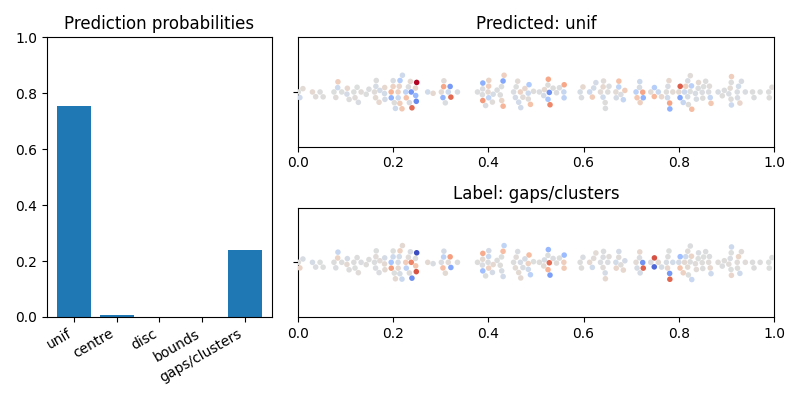 Prediction probabilities
1.0
0.8
0.6
0.4
0.2
0.0
unif
centre
disc
bounds
gaps/clusters
Predicted: unif
0.0 0.2 0.4 0.6 0.8 1.0
Label: gaps/clusters
0.0 0.2 0.4 0.6 0.8 1.0